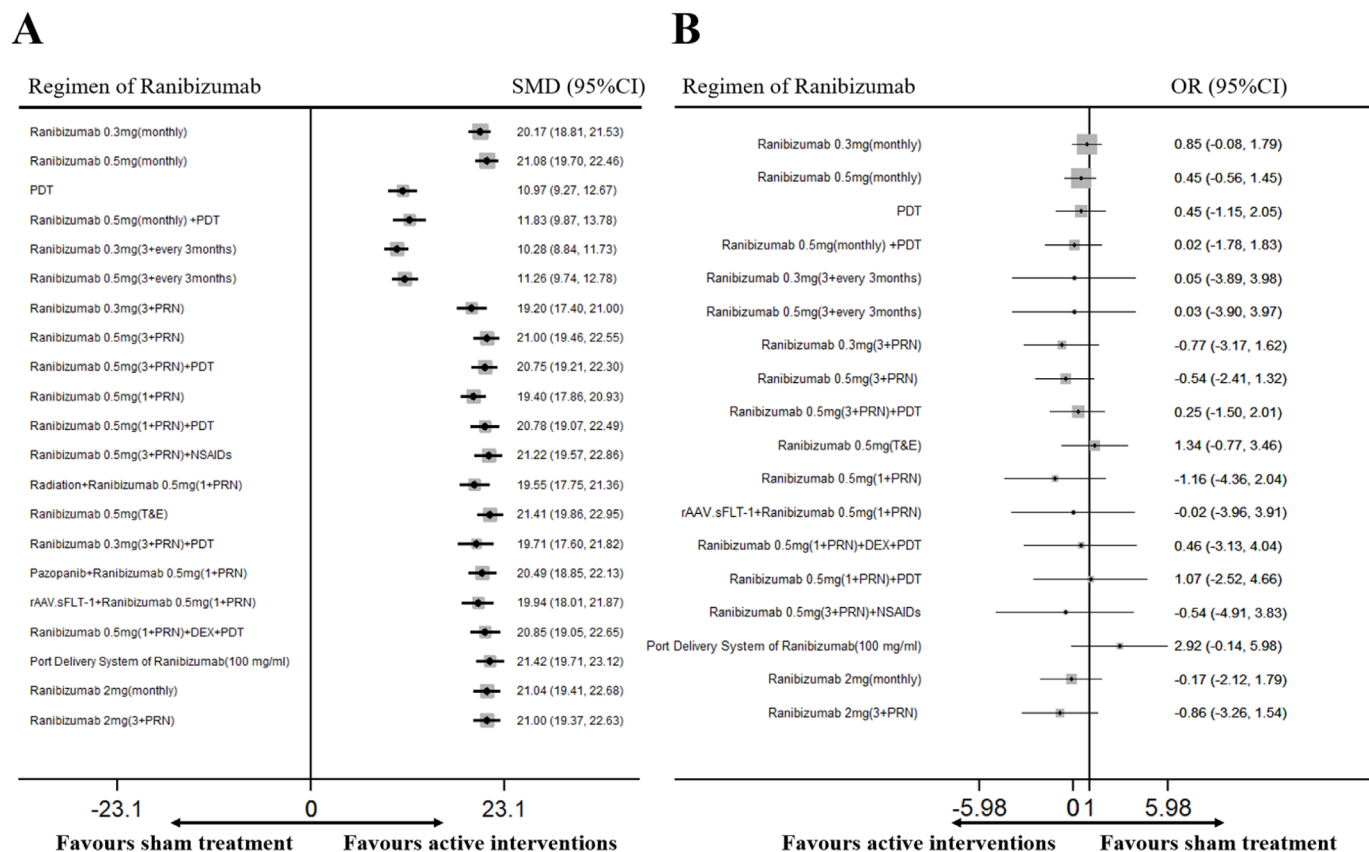 A
Regimen of Ranibizumab SMD (95%CI)
Ranibizumab 0.3mg(monthly) 20.17 (18.81, 21.53)
Ranibizumab 0.5mg(monthly) 21.08 (19.70, 22.46)
PDT 10.97 (9.27, 12.67)
Ranibizumab 0.5mg(monthly) +PDT 11.83 (9.87, 13.78)
Ranibizumab 0.3mg(3+every 3months) 10.28 (8.84, 11.73)
Ranibizumab 0.5mg(3+every 3months) 11.26 (9.74, 12.78)
Ranibizumab 0.3mg(3+PRN) 19.20 (17.40, 21.00)
Ranibizumab 0.5mg(3+PRN) 21.00 (19.46, 22.55)
Ranibizumab 0.5mg(3+PRN)+PDT 20.75 (19.21, 22.30)
Ranibizumab 0.5mg(1+PRN) 19.40 (17.86, 20.93)
Ranibizumab 0.5mg(1+PRN)+PDT 20.78 (19.07, 22.49)
Ranibizumab 0.5mg(3+PRN)+NSAIDs 21.22 (19.57, 22.86)
Radiation+Ranibizumab 0.5mg(1+PRN) 19.55 (17.75, 21.36)
Ranibizumab 0.5mg(T&E) 21.41 (19.86, 22.95)
Ranibizumab 0.3mg(3+PRN)+PDT 19.71 (17.60, 21.82)
Pazopanib+Ranibizumab 0.5mg(1+PRN) 20.49 (18.85, 22.13)
rAAV.sFLT-1+Ranibizumab 0.5mg(1+PRN) 19.94 (18.01, 21.87)
Ranibizumab 0.5mg(1+PRN)+DEX+PDT 20.85 (19.05, 22.65)
Port Delivery System of Ranibizumab(100 mg/ml) 21.42 (19.71, 23.12)
Ranibizumab 2mg(monthly) 21.04 (19.41, 22.68)
Ranibizumab 2mg(3+PRN) 21.00 (19.37, 22.63)
-23.1 0 23.1
Favours sham treatment Favours active interventions
B
Regimen of Ranibizumab OR (95%CI)
Ranibizumab 0.3mg(monthly) 0.85 (-0.08, 1.79)
Ranibizumab 0.5mg(monthly) 0.45 (-0.56, 1.45)
PDT 0.45 (-1.15, 2.05)
Ranibizumab 0.5mg(monthly) +PDT 0.02 (-1.78, 1.83)
Ranibizumab 0.3mg(3+every 3months) 0.05 (-3.89, 3.98)
Ranibizumab 0.5mg(3+every 3months) 0.03 (-3.90, 3.97)
Ranibizumab 0.3mg(3+PRN) -0.77 (-3.17, 1.62)
Ranibizumab 0.5mg(3+PRN) -0.54 (-2.41, 1.32)
Ranibizumab 0.5mg(3+PRN)+PDT 0.25 (-1.50, 2.01)
Ranibizumab 0.5mg(T&E) 1.34 (-0.77, 3.46)
Ranibizumab 0.5mg(1+PRN) -1.16 (-4.36, 2.04)
rAAV.sFLT-1+Ranibizumab 0.5mg(1+PRN) -0.02 (-3.96, 3.91)
Ranibizumab 0.5mg(1+PRN)+DEX+PDT 0.46 (-3.13, 4.04)
Ranibizumab 0.5mg(1+PRN)+PDT 1.07 (-2.52, 4.66)
Ranibizumab 0.5mg(3+PRN)+NSAIDs -0.54 (-4.91, 3.83)
Port Delivery System of Ranibizumab(100 mg/ml) 2.92 (-0.14, 5.98)
Ranibizumab 2mg(monthly) -0.17 (-2.12, 1.79)
Ranibizumab 2mg(3+PRN) -0.86 (-3.26, 1.54)
-5.98 0 1 5.98
Favours active interventions Favours sham treatment